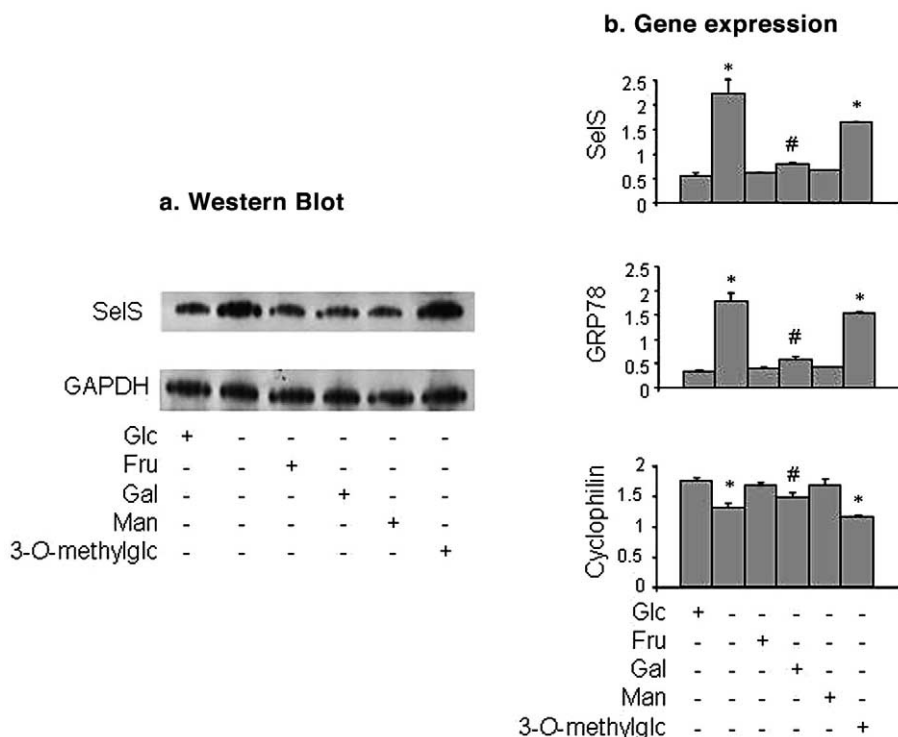 b. Gene expression
SelS
2.5
2
1.5
1
0.5
0
*
#
*
a. Western Blot
SelS
GAPDH
Glc + - - - - -
Fru - - + - - -
Gal - - - + - -
Man - - - - + -
3-O-methylglc - - - - - +
GRP78
2.5
2
1.5
1
0.5
0
*
#
*
Cyclophilin
2
1.5
1
0.5
0
*
#
*
Glc + - - - - -
Fru - - + - - -
Gal - - - + - -
Man - - - - + -
3-O-methylglc - - - - - +